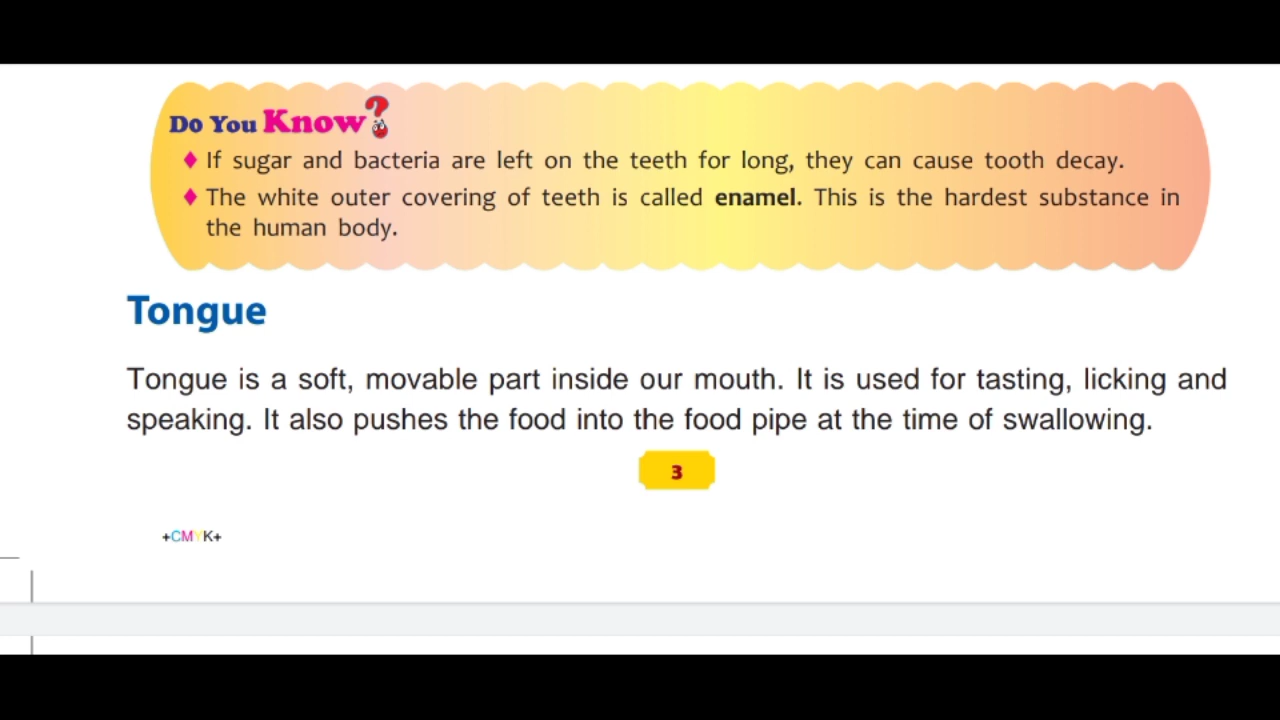 Do You Know?
♦ If sugar and bacteria are left on the teeth for long, they can cause tooth decay.
♦ The white outer covering of teeth is called enamel. This is the hardest substance in
the human body.
Tongue
Tongue is a soft, movable part inside our mouth. It is used for tasting, licking and
speaking. It also pushes the food into the food pipe at the time of swallowing.
3
+CMYK+